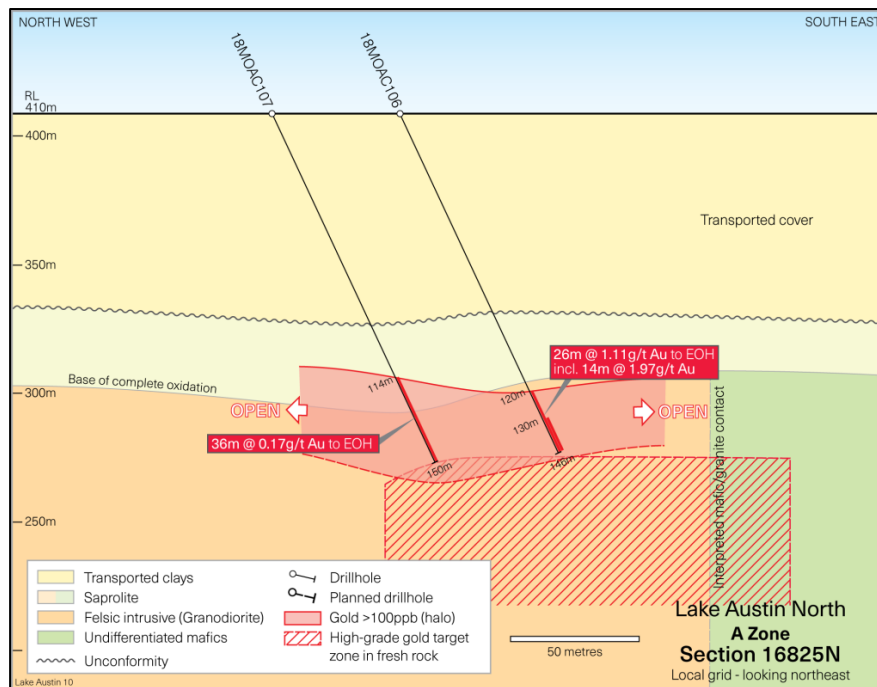 NORTH WEST
SOUTH EAST
18MOAC107
18MOAC106
RL
410m
400m
Transported cover
350m
26m @ 1.11g/t Au to EOH
incl. 14m @ 1.97g/t Au
Base of complete oxidation
300m
114m
120m
OPEN
OPEN
130m
36m @ 0.17g/t Au to EOH
150m
146m
Interpreted mafic/granite contact
250m
Transported clays
Saprolite
Felsic intrusive (Granodiorite)
Undifferentiated mafics
Unconformity
Drillhole
Planned drillhole
Gold >100ppb (halo)
High-grade gold target
zone in fresh rock
50 metres
Lake Austin North
A Zone
Section 16825N
Local grid - looking northeast
Lake Austin 10